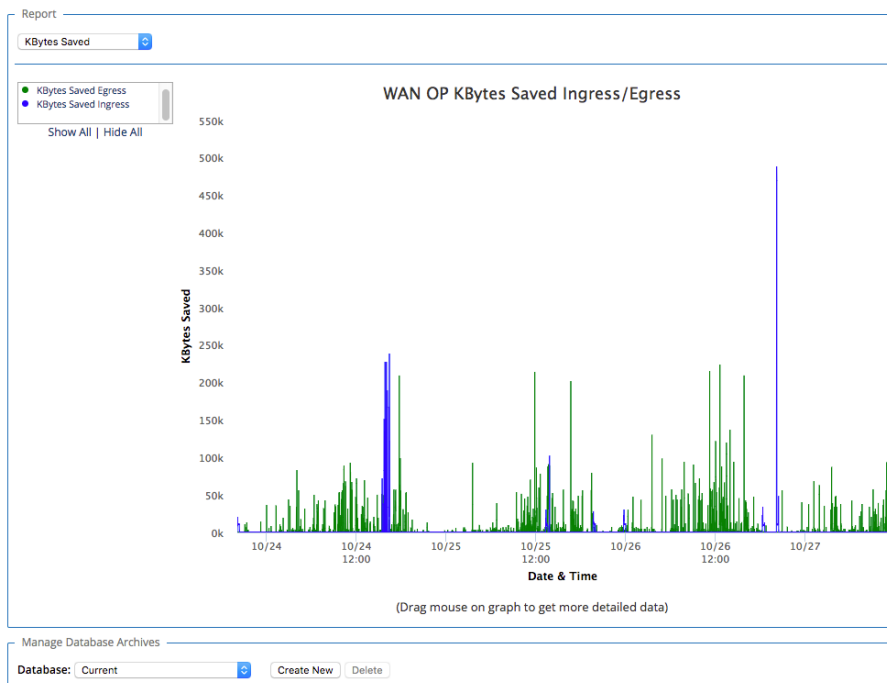 Report
KBytes Saved
KBytes Saved Egress
KBytes Saved Ingress
Show All | Hide All
WAN OP KBytes Saved Ingress/Egress
550k
500k
450k
400k
350k
300k
250k
200k
150k
100k
50k
0k
KBytes Saved
10/24
10/24
12:00
10/25
10/25
12:00
10/26
10/26
12:00
10/27
Date & Time
(Drag mouse on graph to get more detailed data)
Manage Database Archives
Database: Current Create New Delete